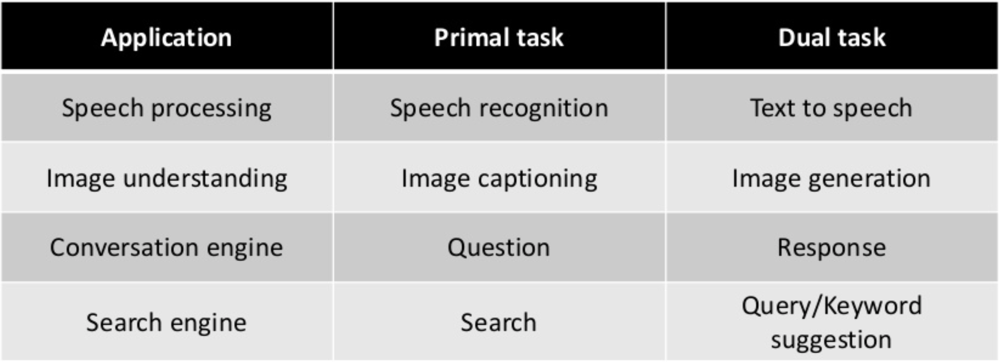 Application Primal task Dual task
Speech processing Speech recognition Text to speech
Image understanding Image captioning Image generation
Conversation engine Question Response
Search engine Search Query/Keyword
suggestion